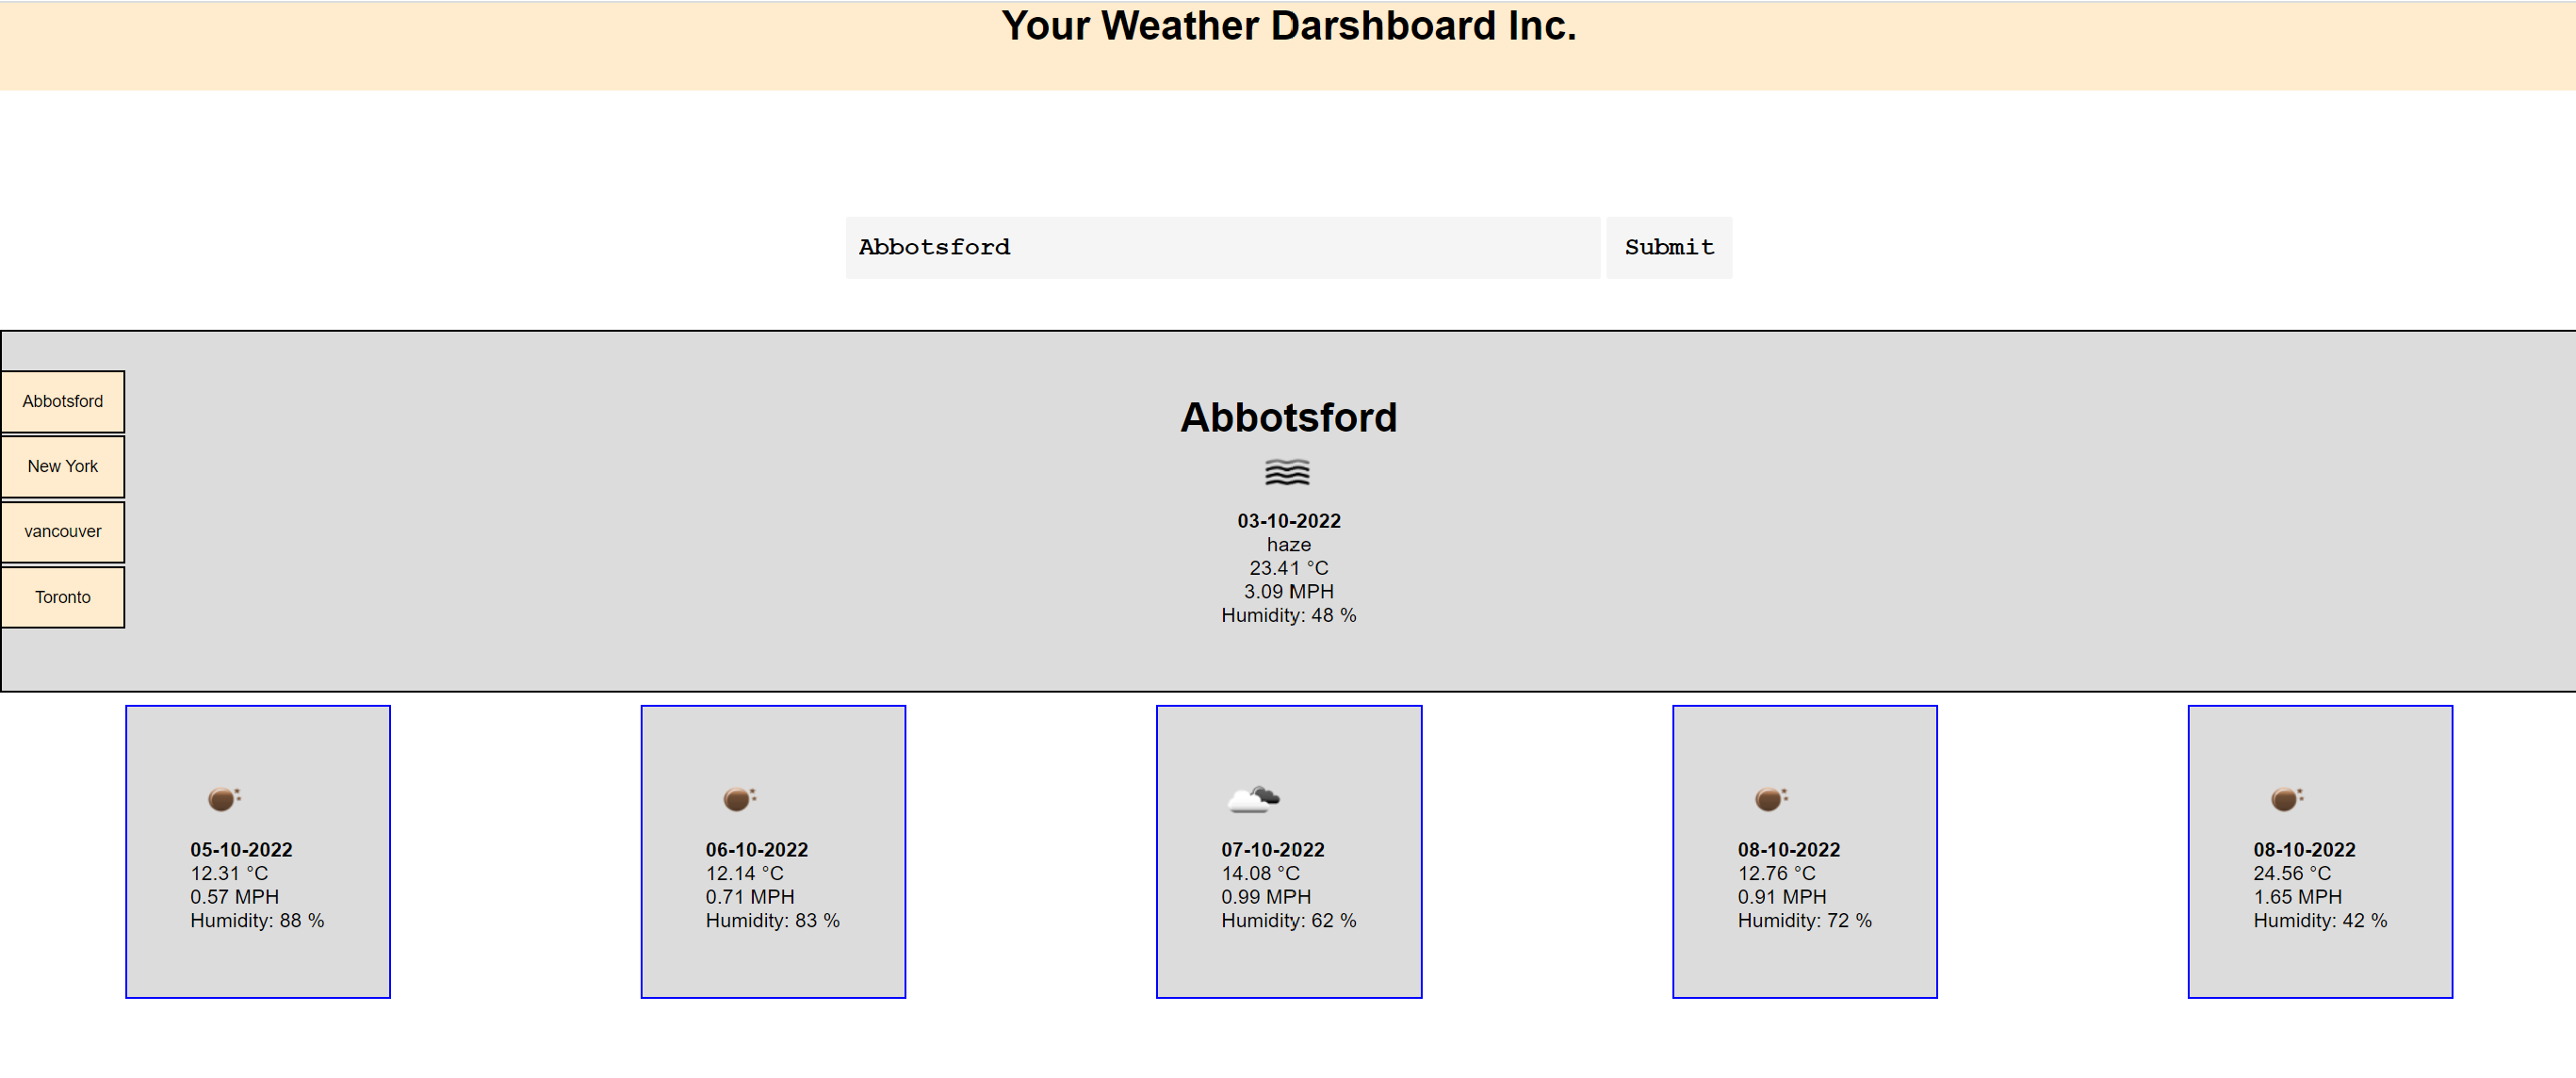 Your Weather Darshboard Inc.
Abbotsford
Submit
Abbotsford
New York
vancouver
Toronto
Abbotsford
03-10-2022
haze
23.41 °C
3.09 MPH
Humidity: 48 %
05-10-2022
12.31 °C
0.57 MPH
Humidity: 88 %
06-10-2022
12.14 °C
0.71 MPH
Humidity: 83 %
07-10-2022
14.08 °C
0.99 MPH
Humidity: 62 %
08-10-2022
12.76 °C
0.91 MPH
Humidity: 72 %
08-10-2022
24.56 °C
1.65 MPH
Humidity: 42 %